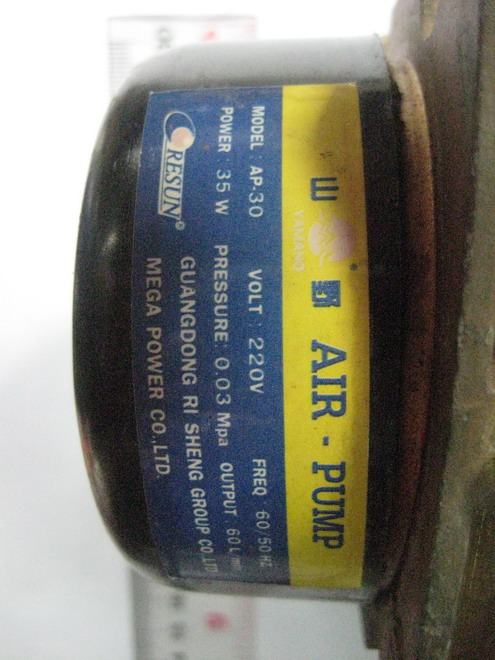 山野 AIR - PUMP
YAMANO
MODEL : AP-30 VOLT : 220V FREQ : 60/50HZ
POWER : 35W PRESSURE: 0.03 Mpa OUTPUT : 60L
GUANGDONG RI SHENG GROUP CO.,LTD
RESUN©
MEGA POWER CO.,LTD.